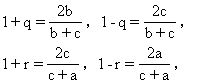 1+q = 2b/(b+c), 1-q = 2c/(b+c),
1+r = 2c/(c+a), 1-r = 2a/(c+a),